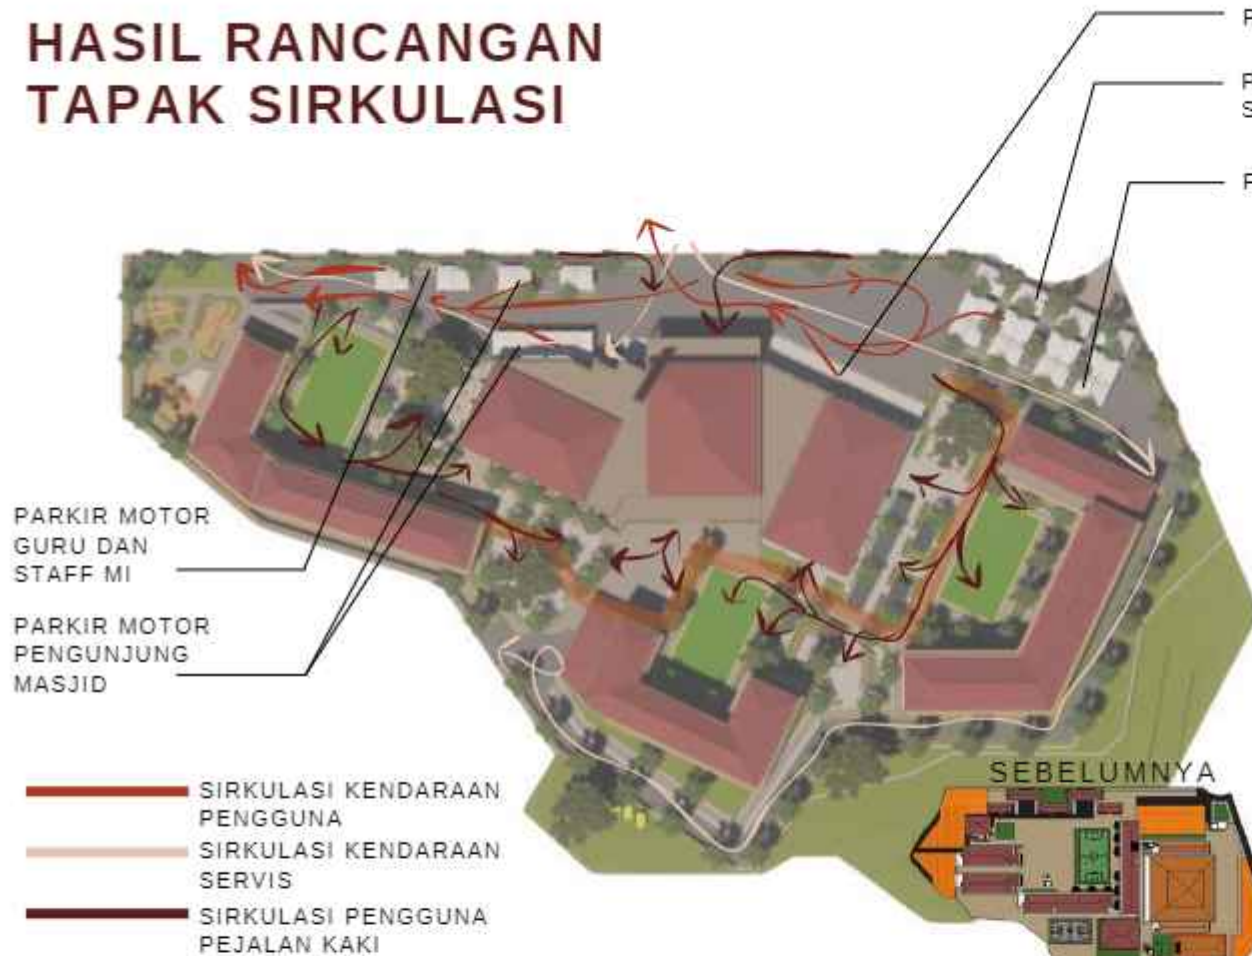 HASIL RANCANGAN
TAPAK SIRKULASI
P
P
S
P
PARKIR MOTOR
GURU DAN
STAFF MI
PARKIR MOTOR
PENGUNJUNG
MASJID
SIRKULASI KENDARAAN
PENGGUNA
SIRKULASI KENDARAAN
SERVIS
SIRKULASI PENGGUNA
PEJALAN KAKI
SEBELUMNYA